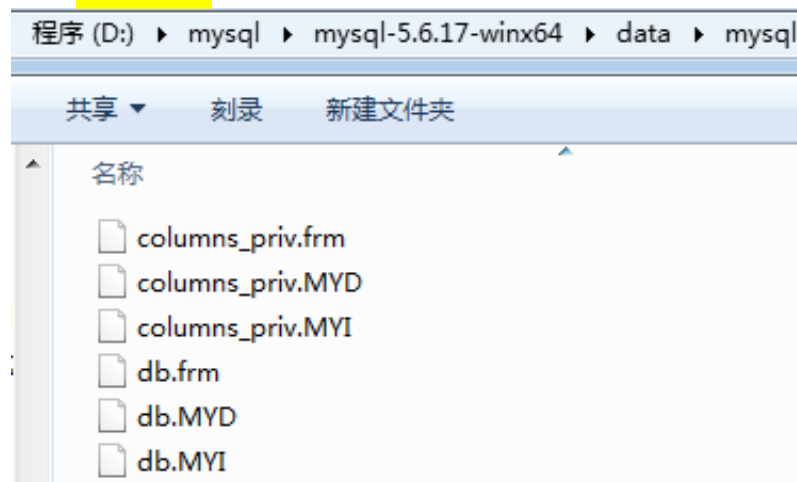 程序 (D:) ▸ mysql ▸ mysql-5.6.17-winx64 ▸ data ▸ mysql
共享 ▼ 刻录 新建文件夹
名称
columns_priv.frm
columns_priv.MYD
columns_priv.MYI
db.frm
db.MYD
db.MYI